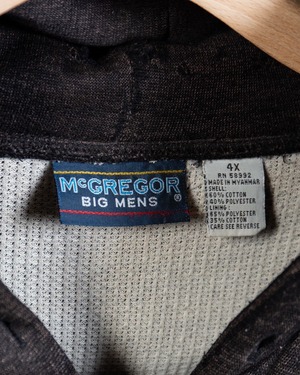 McGREGOR®
BIG MENS
4X
RN 58992
MADE IN MYANMAR
SHELL:
60% COTTON
40% POLYESTER
LINING:
65% POLYESTER
35% COTTON
CARE SEE REVERSE